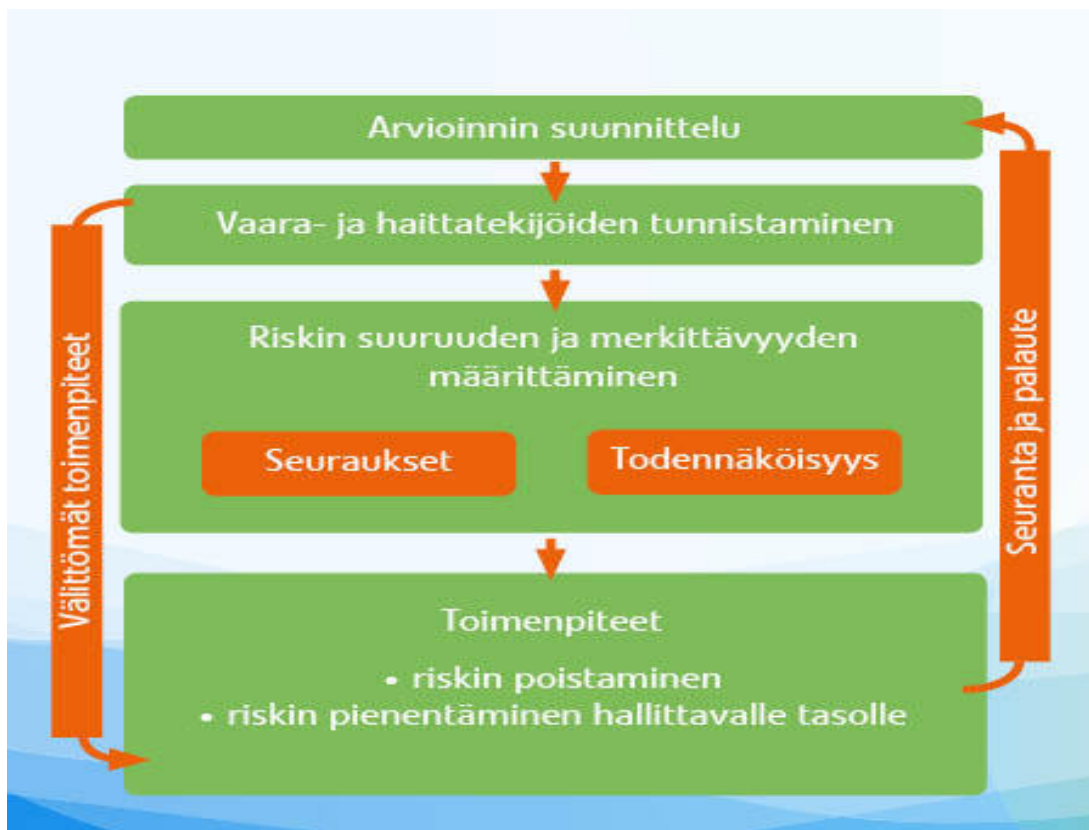 Arvioinnin suunnittelu
Vaara- ja haittatekijöiden tunnistaminen
Riskin suuruuden ja merkittävyyden
määrittäminen
Seuraukset
Todennäköisyys
Toimenpiteet
• riskin poistaminen
• riskin pienentäminen hallittavalle tasolle
Välittömät toimenpiteet
Seuranta ja palaute